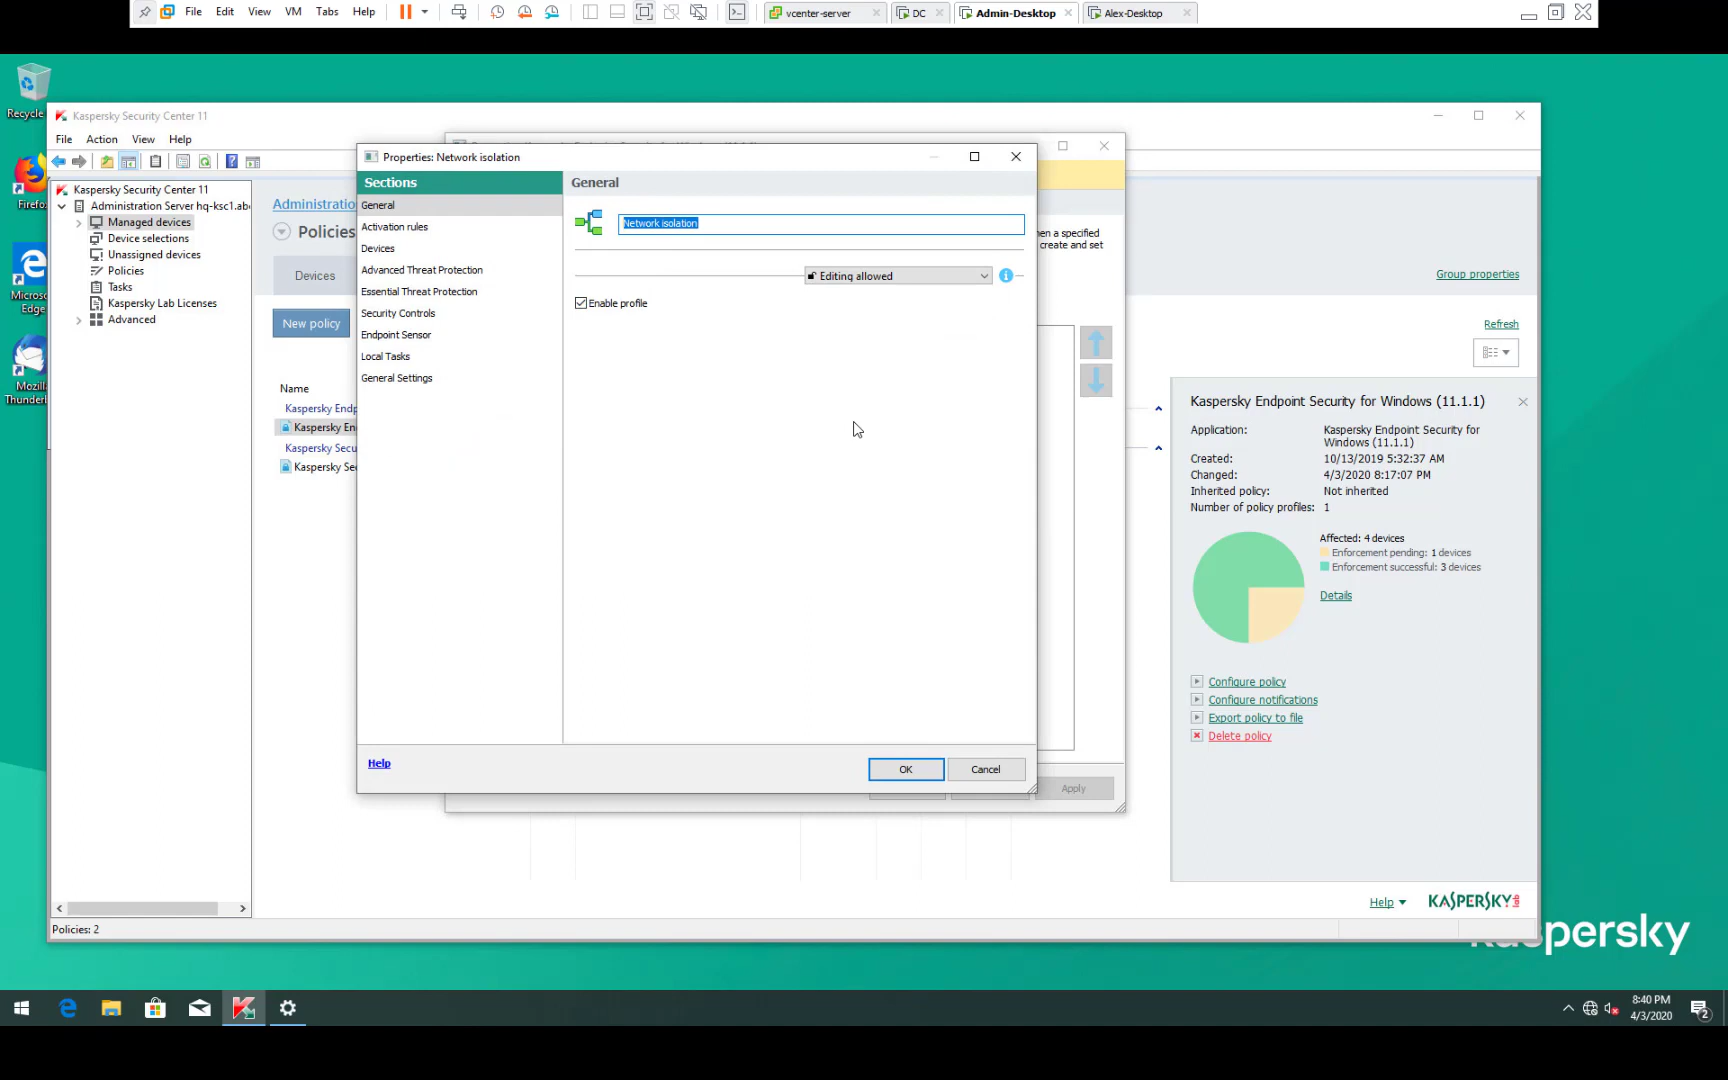 File Edit View VM Tabs Help vcenter-server DC Admin-Desktop Alex-Desktop
Recycle
Firefo
Micros
Edge
Mozill
Thunderb
Kaspersky Security Center 11
File Action View Help
Kaspersky Security Center 11
Administration Server hq-ksc1.ab
Managed devices
Device selections
Unassigned devices
Policies
Tasks
Kaspersky Lab Licenses
Advanced
Administratio
Policies
Devices
New policy
Name
Kaspersky Endp
Kaspersky En
Kaspersky Secu
Kaspersky Se
Properties: Network isolation
Sections
General
Activation rules
Devices
Advanced Threat Protection
Essential Threat Protection
Security Controls
Endpoint Sensor
Local Tasks
General Settings
General
Network isolation
Editing allowed
Enable profile
Help
OK
Cancel
en a specified
create and set
Apply
Group properties
Refresh
Kaspersky Endpoint Security for Windows (11.1.1)
Application: Kaspersky Endpoint Security for
Windows (11.1.1)
Created: 10/13/2019 5:32:37 AM
Changed: 4/3/2020 8:17:07 PM
Inherited policy: Not inherited
Number of policy profiles: 1
Affected: 4 devices
Enforcement pending: 1 devices
Enforcement successful: 3 devices
Details
Configure policy
Configure notifications
Export policy to file
Delete policy
Help
KASPERSKY
Policies: 2
kaspersky
8:40 PM
4/3/2020
2